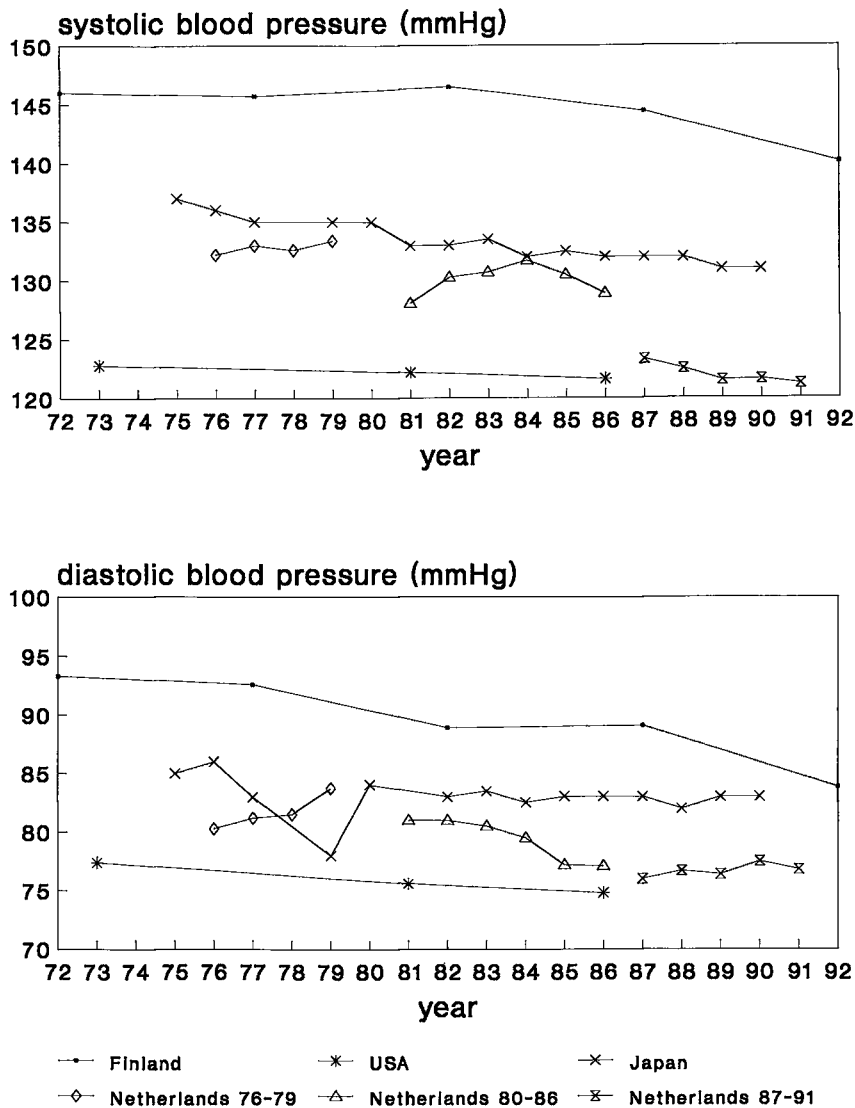 systolic blood pressure (mmHg)
150
145
140
135
130
125
120
72 73 74 75 76 77 78 79 80 81 82 83 84 85 86 87 88 89 90 91 92
year
diastolic blood pressure (mmHg)
100
95
90
85
80
75
70
72 73 74 75 76 77 78 79 80 81 82 83 84 85 86 87 88 89 90 91 92
year
Finland USA Japan
Netherlands 76-79 Netherlands 80-86 Netherlands 87-91